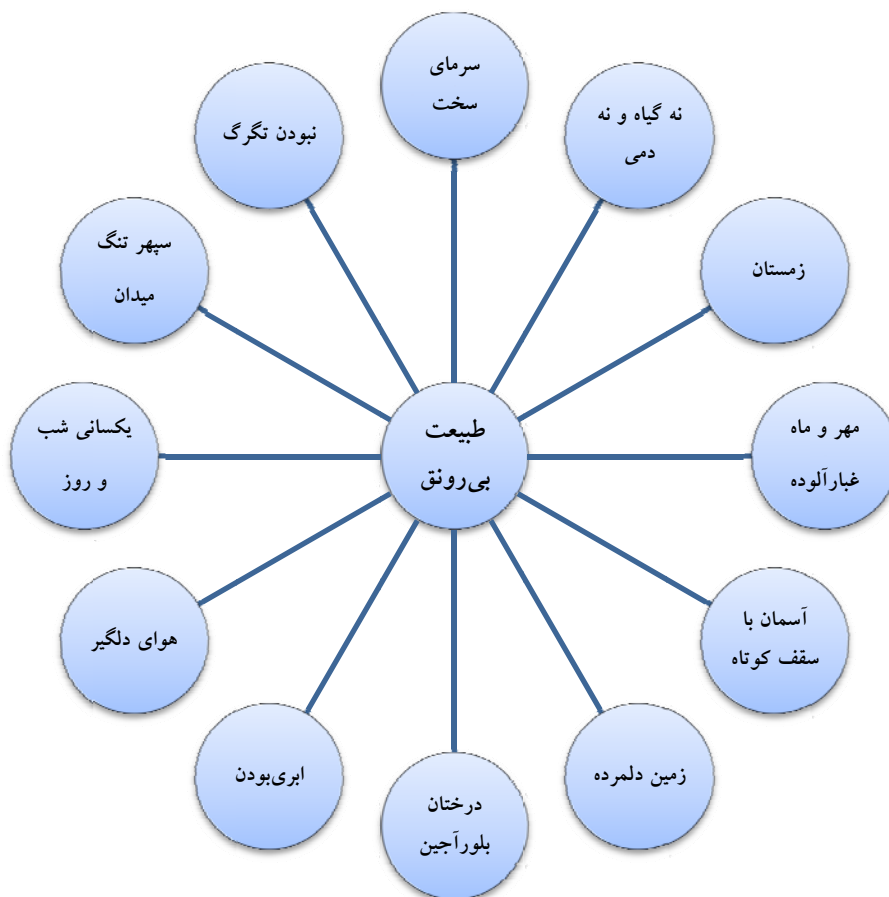 سرمای
سخت
نه گیاه و نه
دمی
زمستان
مهر و ماه
غبارآلوده
آسمان با
سقف کوتاه
زمین دلمرده
درختان
بلورآجین
ابری‌بودن
هوای دلگیر
یکسانی شب
و روز
سپهر تنگ
میدان
نبودن تگرگ
طبیعت
بی‌رونق